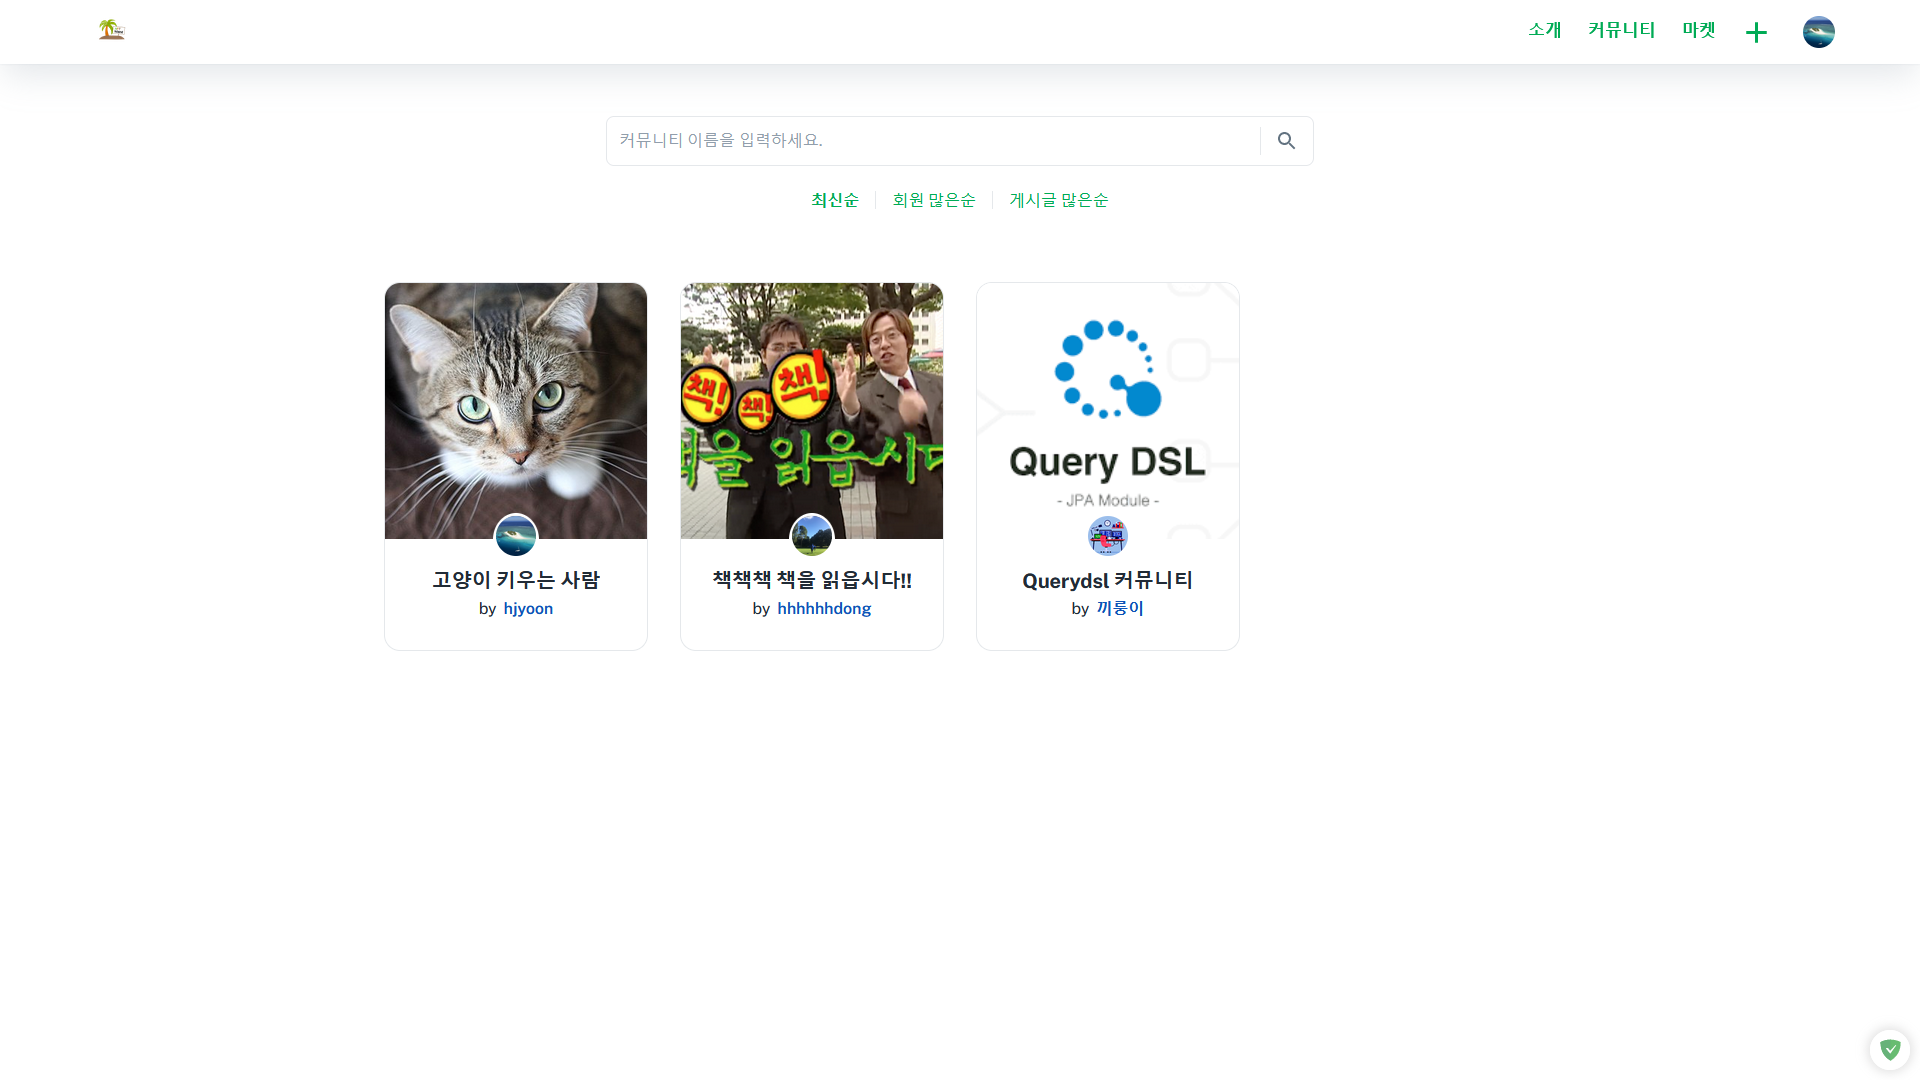 소개 커뮤니티 마켓
커뮤니티 이름을 입력하세요.
최신순 회원 많은순 게시글 많은순
책! 책! 책!
책을 읽읍시다
Query DSL
- JPA Module -
고양이 키우는 사람
by hjyoon
책책책 책을 읽읍시다!!
by hhhhhhdong
Querydsl 커뮤니티
by 끼룽이